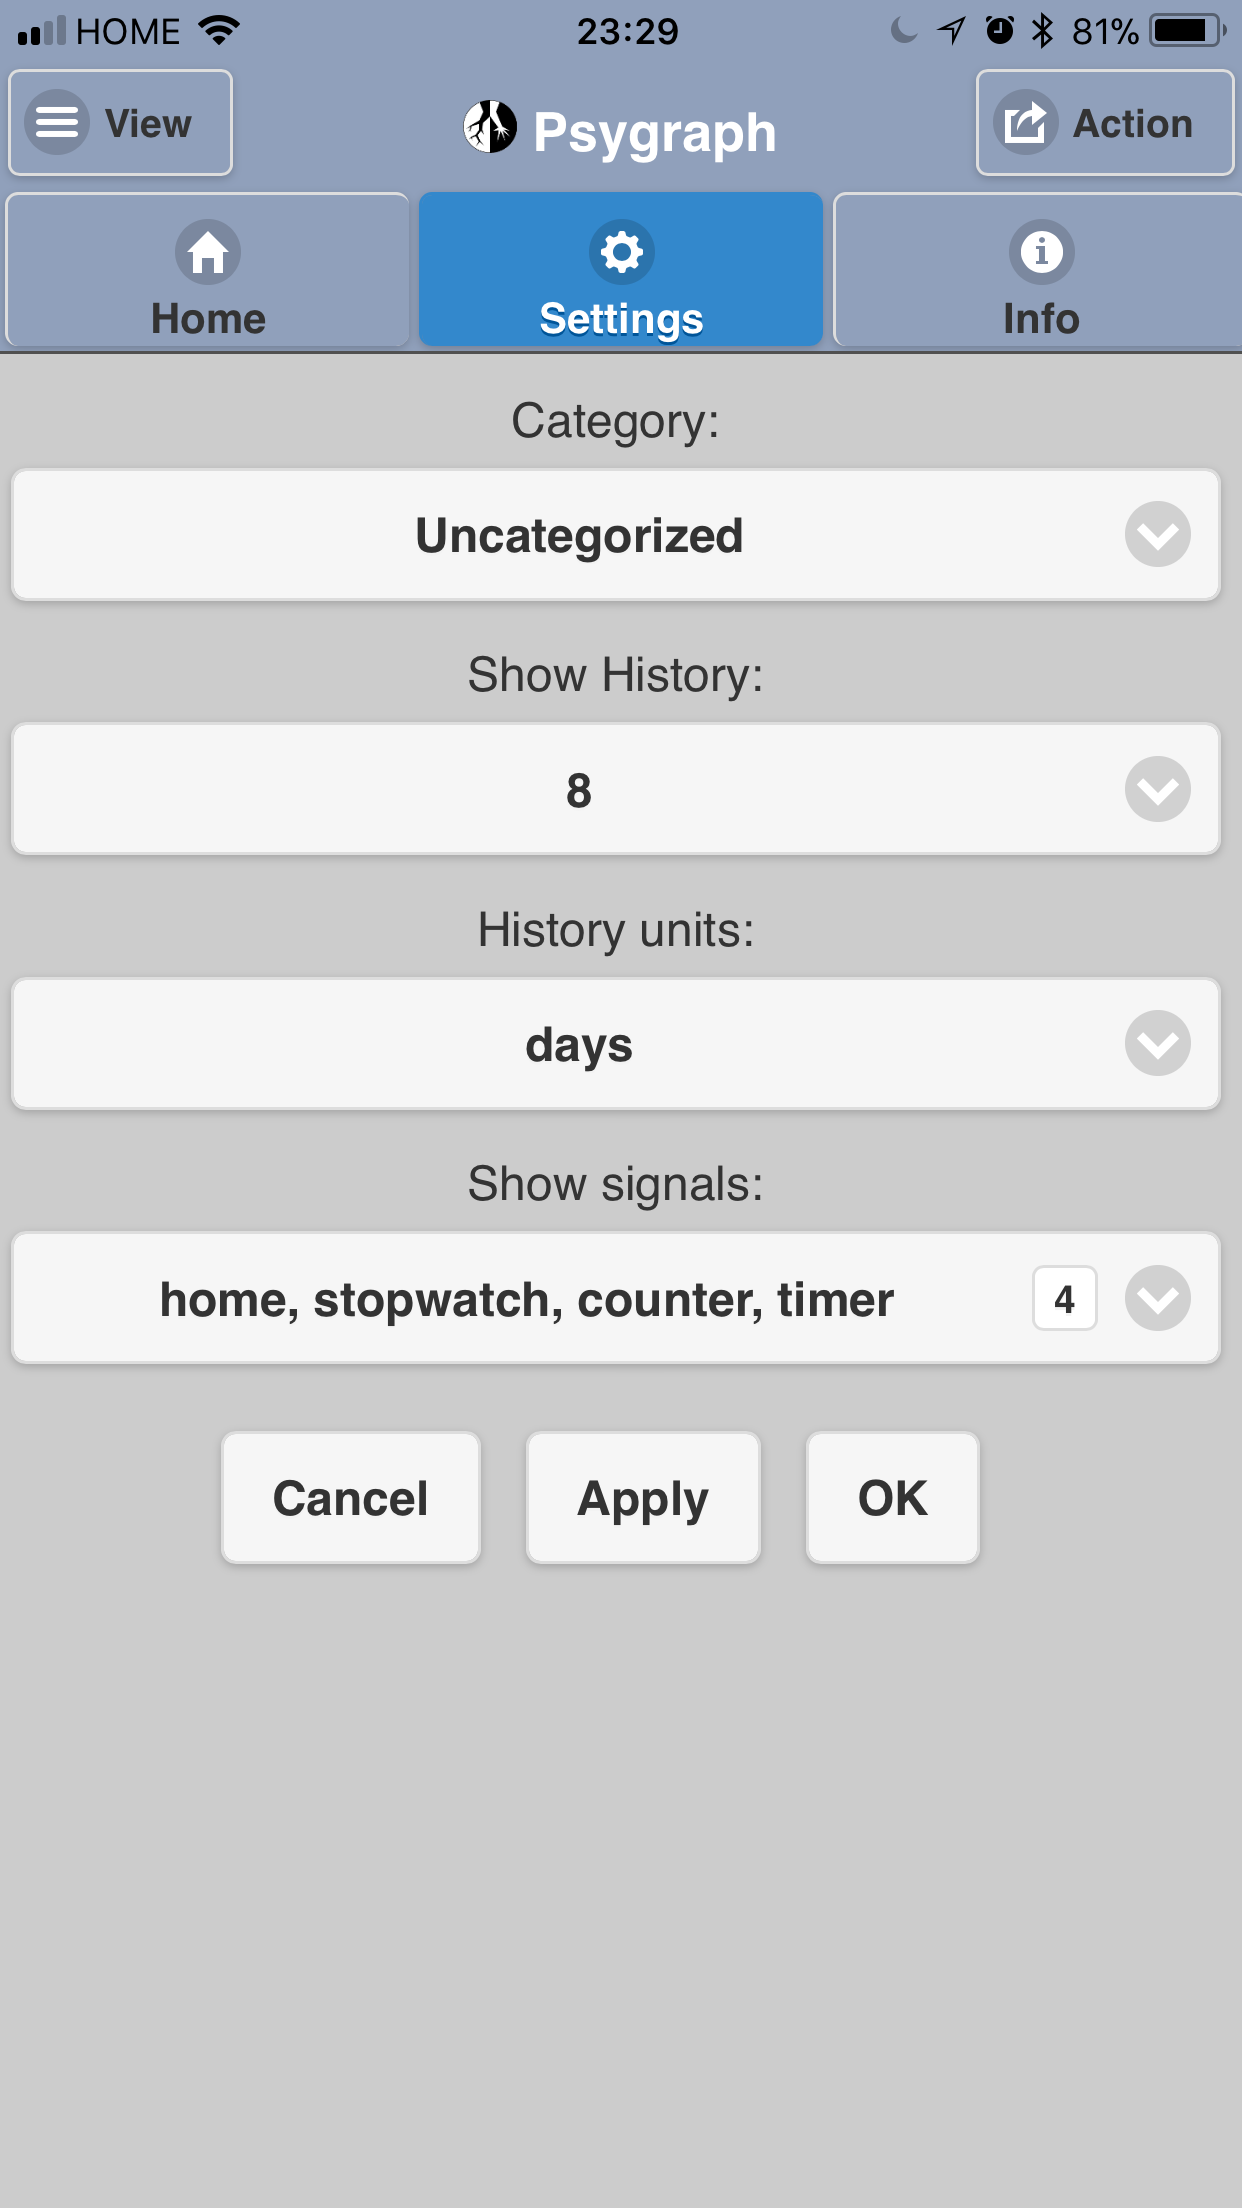 HOME 23:29 81%
View Psygraph Action
Home Settings Info
Category:
Uncategorized
Show History:
8
History units:
days
Show signals:
home, stopwatch, counter, timer 4
Cancel Apply OK